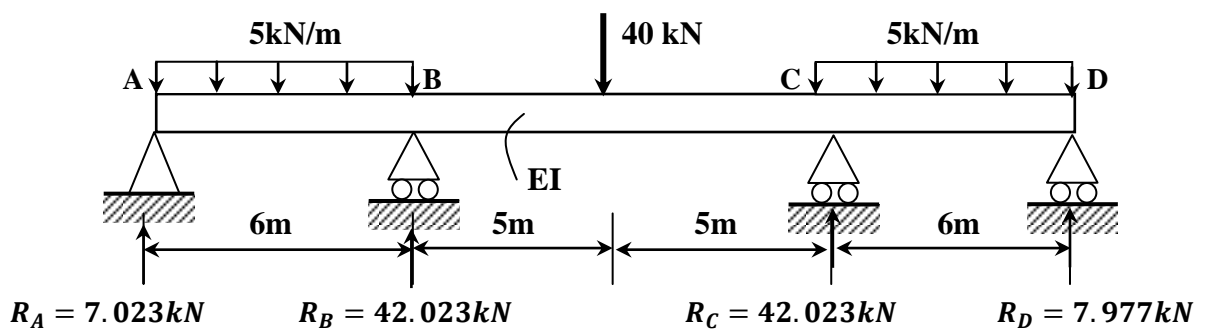 5kN/m 40 kN 5kN/m
A B C D
EI
6m 5m 5m 6m
R_A = 7.023kN R_B = 42.023kN R_C = 42.023kN R_D = 7.977kN